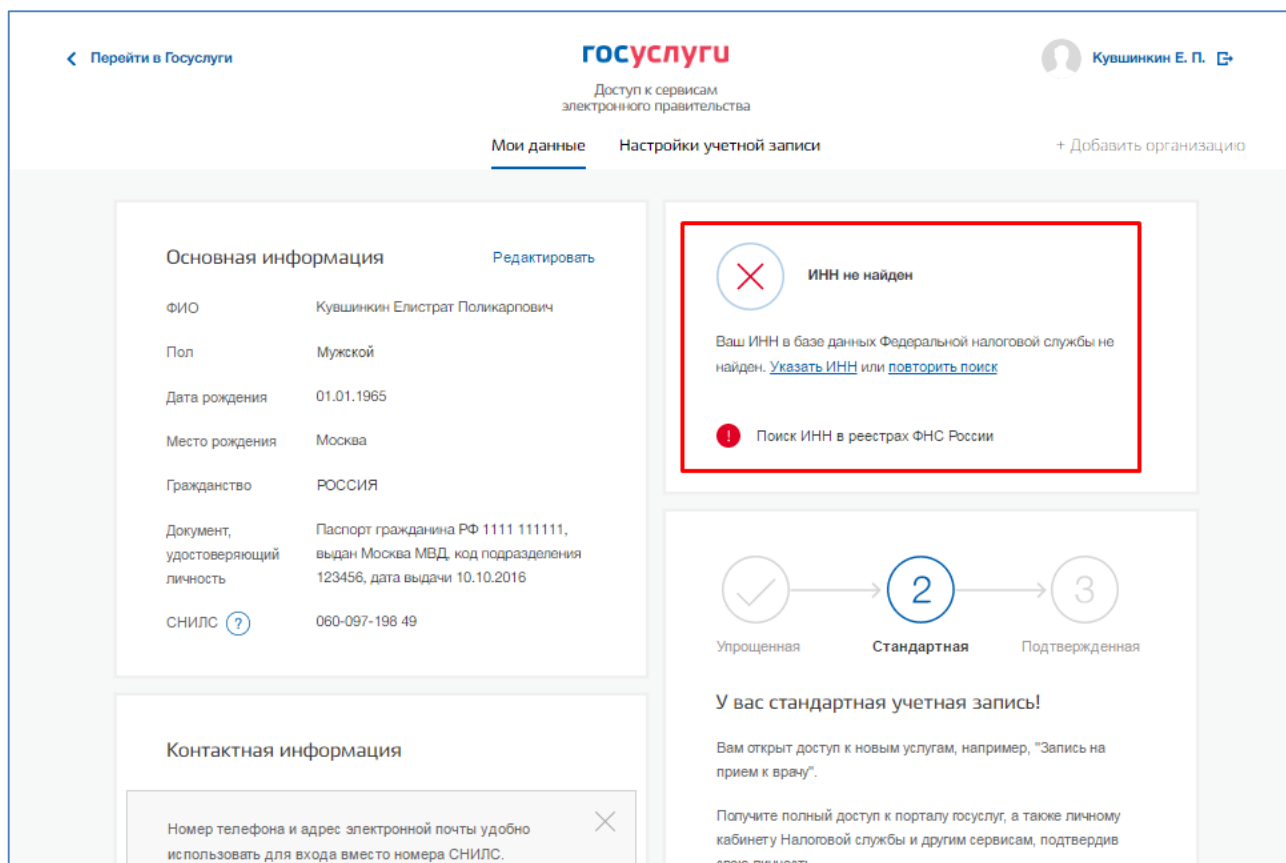 Перейти в Госуслуги
госуслуги
Кувшинкин Е. П.
Доступ к сервисам
электронного правительства
Мои данные
Настройки учетной записи
+ Добавить организацию
Основная информация
Редактировать
ФИО
Кувшинкин Елистрат Поликарпович
Пол
Мужской
Дата рождения
01.01.1965
Место рождения
Москва
Гражданство
РОССИЯ
Документ,
удостоверяющий
личность
Паспорт гражданина РФ 1111 111111,
выдан Москва МВД, код подразделения
123456, дата выдачи 10.10.2016
СНИЛС ?
060-097-198 49
Контактная информация
Номер телефона и адрес электронной почты удобно
использовать для входа вместо номера СНИЛС.
ИНН не найден
Ваш ИНН в базе данных Федеральной налоговой службы не
найден. Указать ИНН или повторить поиск
! Поиск ИНН в реестрах ФНС России
2
3
Упрощенная
Стандартная
Подтвержденная
У вас стандартная учетная запись!
Вам открыт доступ к новым услугам, например, "Запись на
прием к врачу".
Получите полный доступ к порталу госуслуг, а также личному
кабинету Налоговой службы и другим сервисам, подтвердив